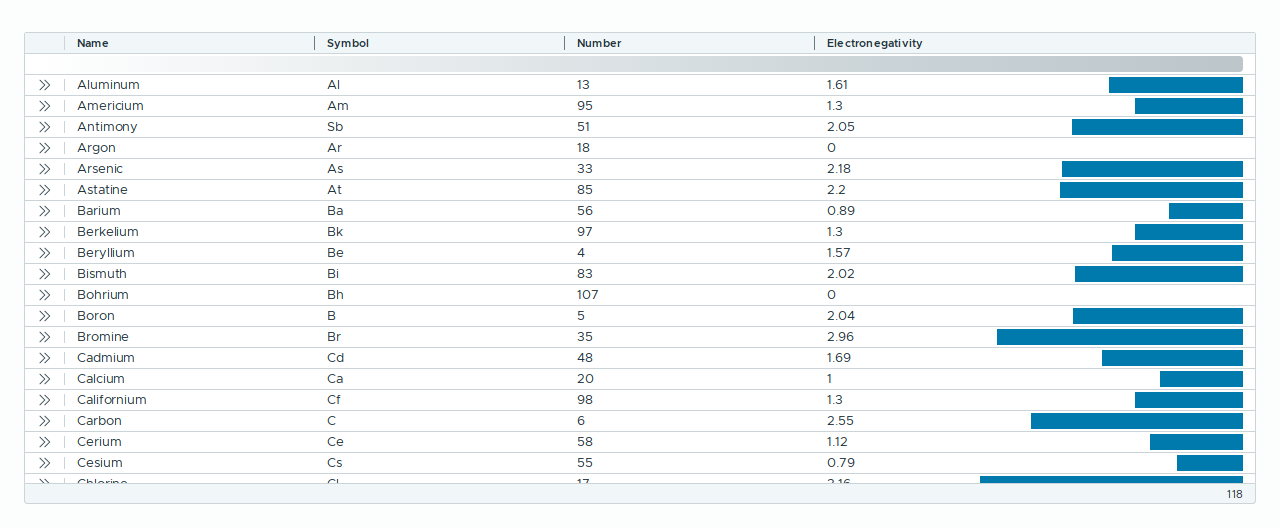 Name Symbol Number Electronegativity
Aluminum Al 13 1.61
Americium Am 95 1.3
Antimony Sb 51 2.05
Argon Ar 18 0
Arsenic As 33 2.18
Astatine At 85 2.2
Barium Ba 56 0.89
Berkelium Bk 97 1.3
Beryllium Be 4 1.57
Bismuth Bi 83 2.02
Bohrium Bh 107 0
Boron B 5 2.04
Bromine Br 35 2.96
Cadmium Cd 48 1.69
Calcium Ca 20 1
Californium Cf 98 1.3
Carbon C 6 2.55
Cerium Ce 58 1.12
Cesium Cs 55 0.79
Chlorine Cl 17 3.16
118